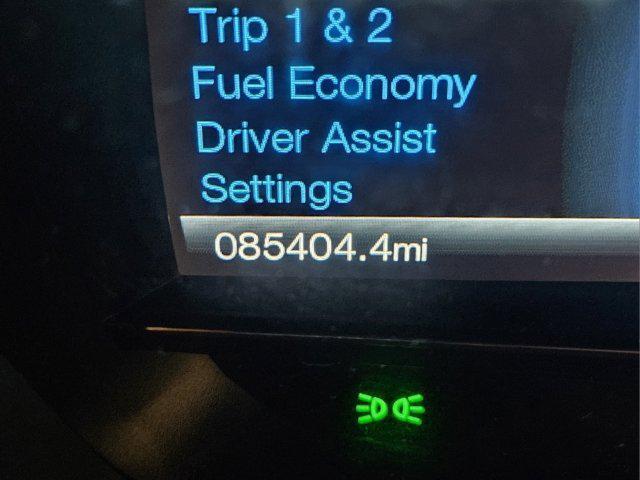 Trip 1 & 2
Fuel Economy
Driver Assist
Settings
085404.4mi